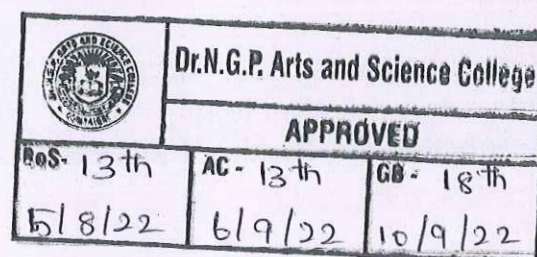 Dr.N.G.P. Arts and Science College
APPROVED
BoS- 13th
AC - 13th
GB - 18th
5/8/22
6/9/22
10/9/22